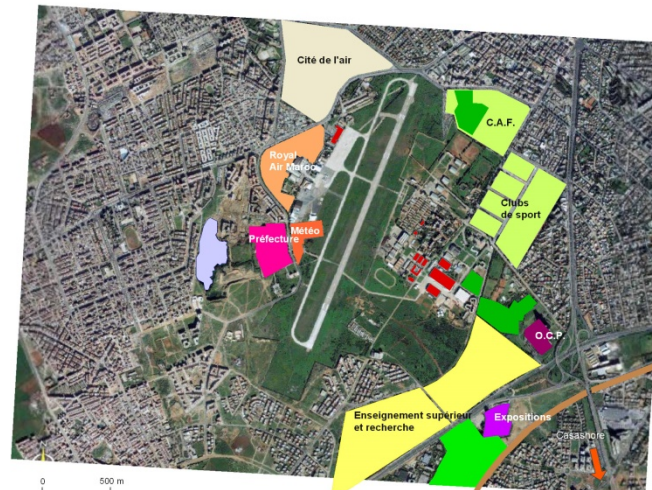 Cité de l'air
C.A.F.
Royal
Air Maroc
Clubs
de sport
Météo
Préfecture
O.C.P.
Enseignement supérieur
et recherche
Expositions
Casashore
0 500 m